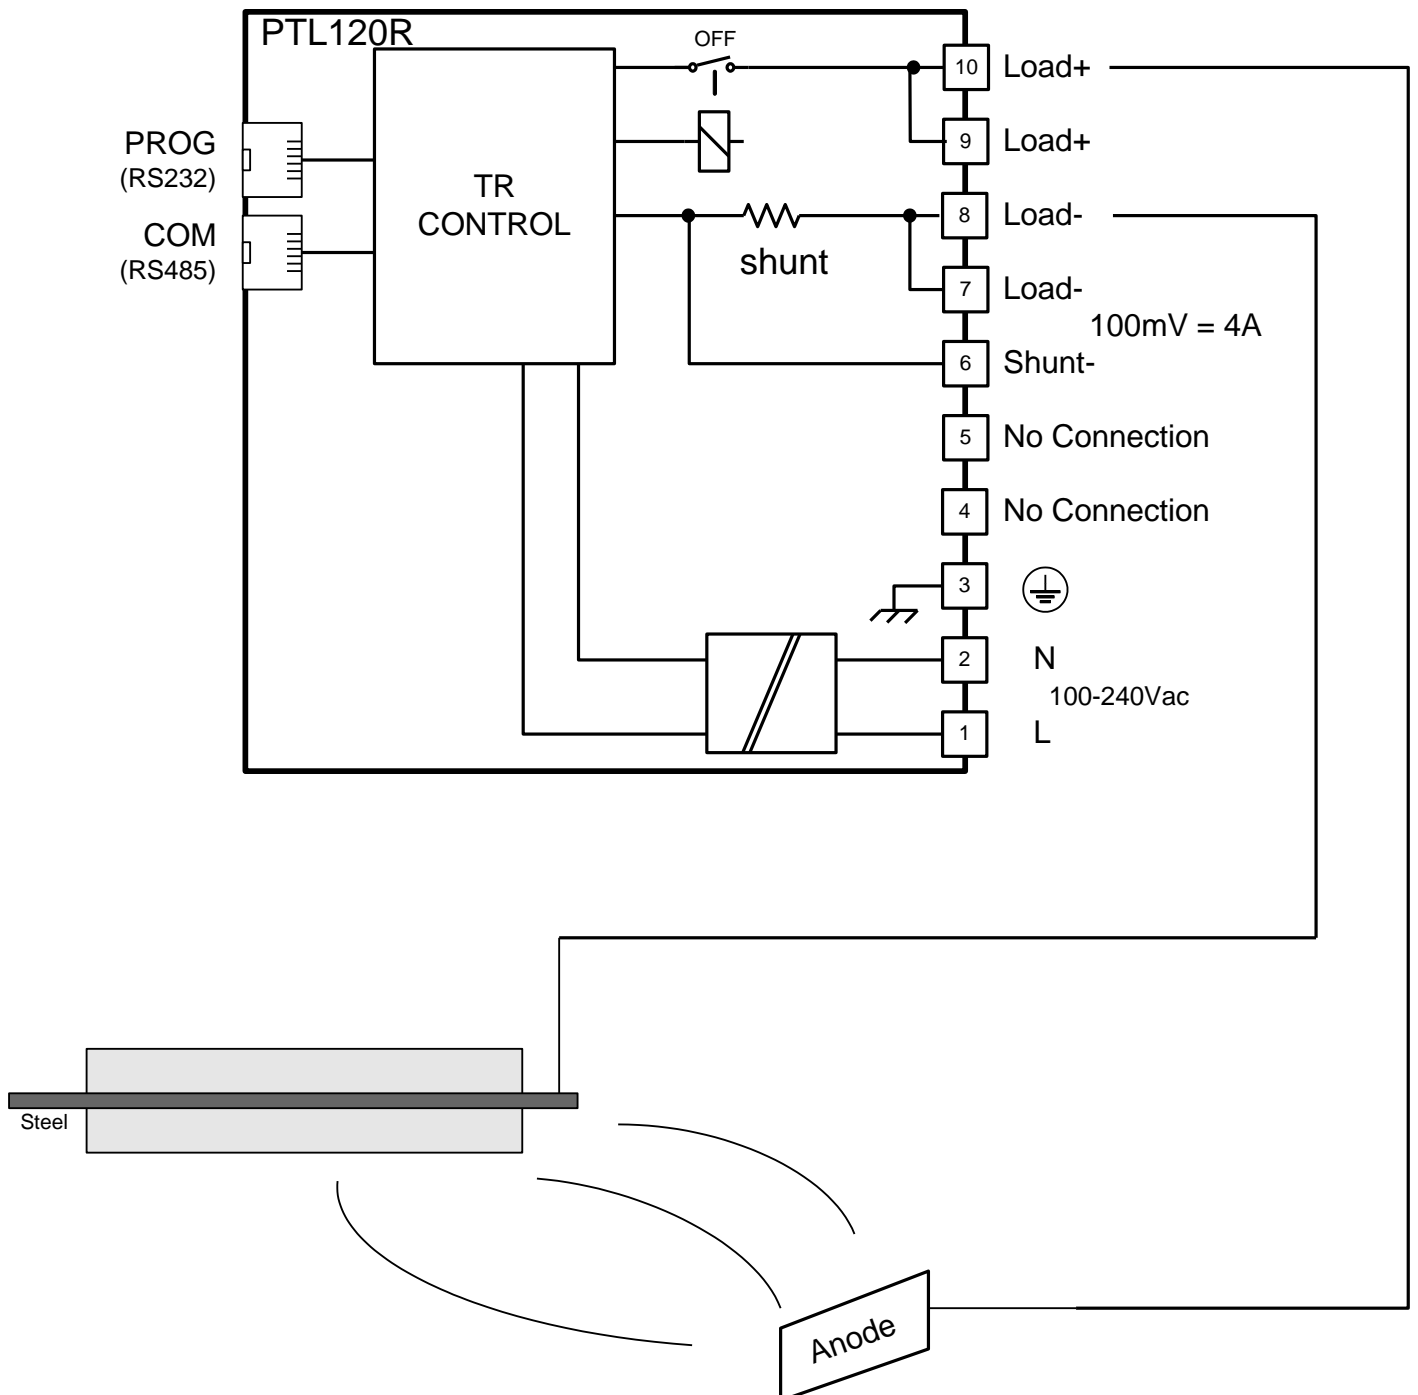 PTL120R
OFF
10 Load+
PROG
(RS232)
9 Load+
TR
CONTROL
8 Load-
COM
(RS485)
shunt
7 Load-
100mV = 4A
6 Shunt-
5 No Connection
4 No Connection
3
2 N
100-240Vac
1 L
Steel
Anode